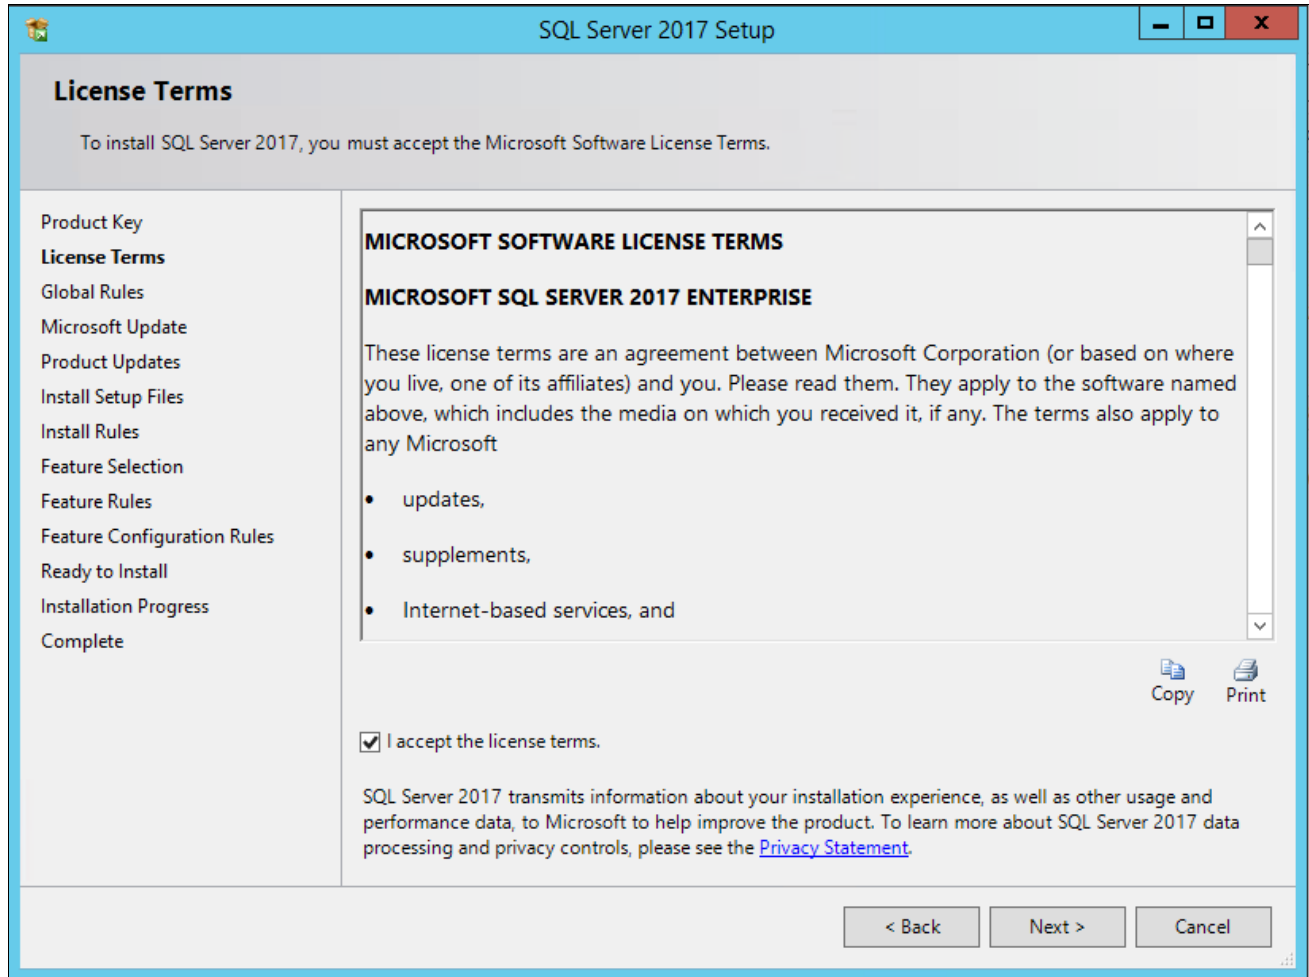 SQL Server 2017 Setup
License Terms
To install SQL Server 2017, you must accept the Microsoft Software License Terms.
Product Key
License Terms
Global Rules
Microsoft Update
Product Updates
Install Setup Files
Install Rules
Feature Selection
Feature Rules
Feature Configuration Rules
Ready to Install
Installation Progress
Complete
MICROSOFT SOFTWARE LICENSE TERMS
MICROSOFT SQL SERVER 2017 ENTERPRISE
These license terms are an agreement between Microsoft Corporation (or based on where
you live, one of its affiliates) and you. Please read them. They apply to the software named
above, which includes the media on which you received it, if any. The terms also apply to
any Microsoft
• updates,
• supplements,
• Internet-based services, and
Copy Print
I accept the license terms.
SQL Server 2017 transmits information about your installation experience, as well as other usage and
performance data, to Microsoft to help improve the product. To learn more about SQL Server 2017 data
processing and privacy controls, please see the Privacy Statement.
< Back Next > Cancel